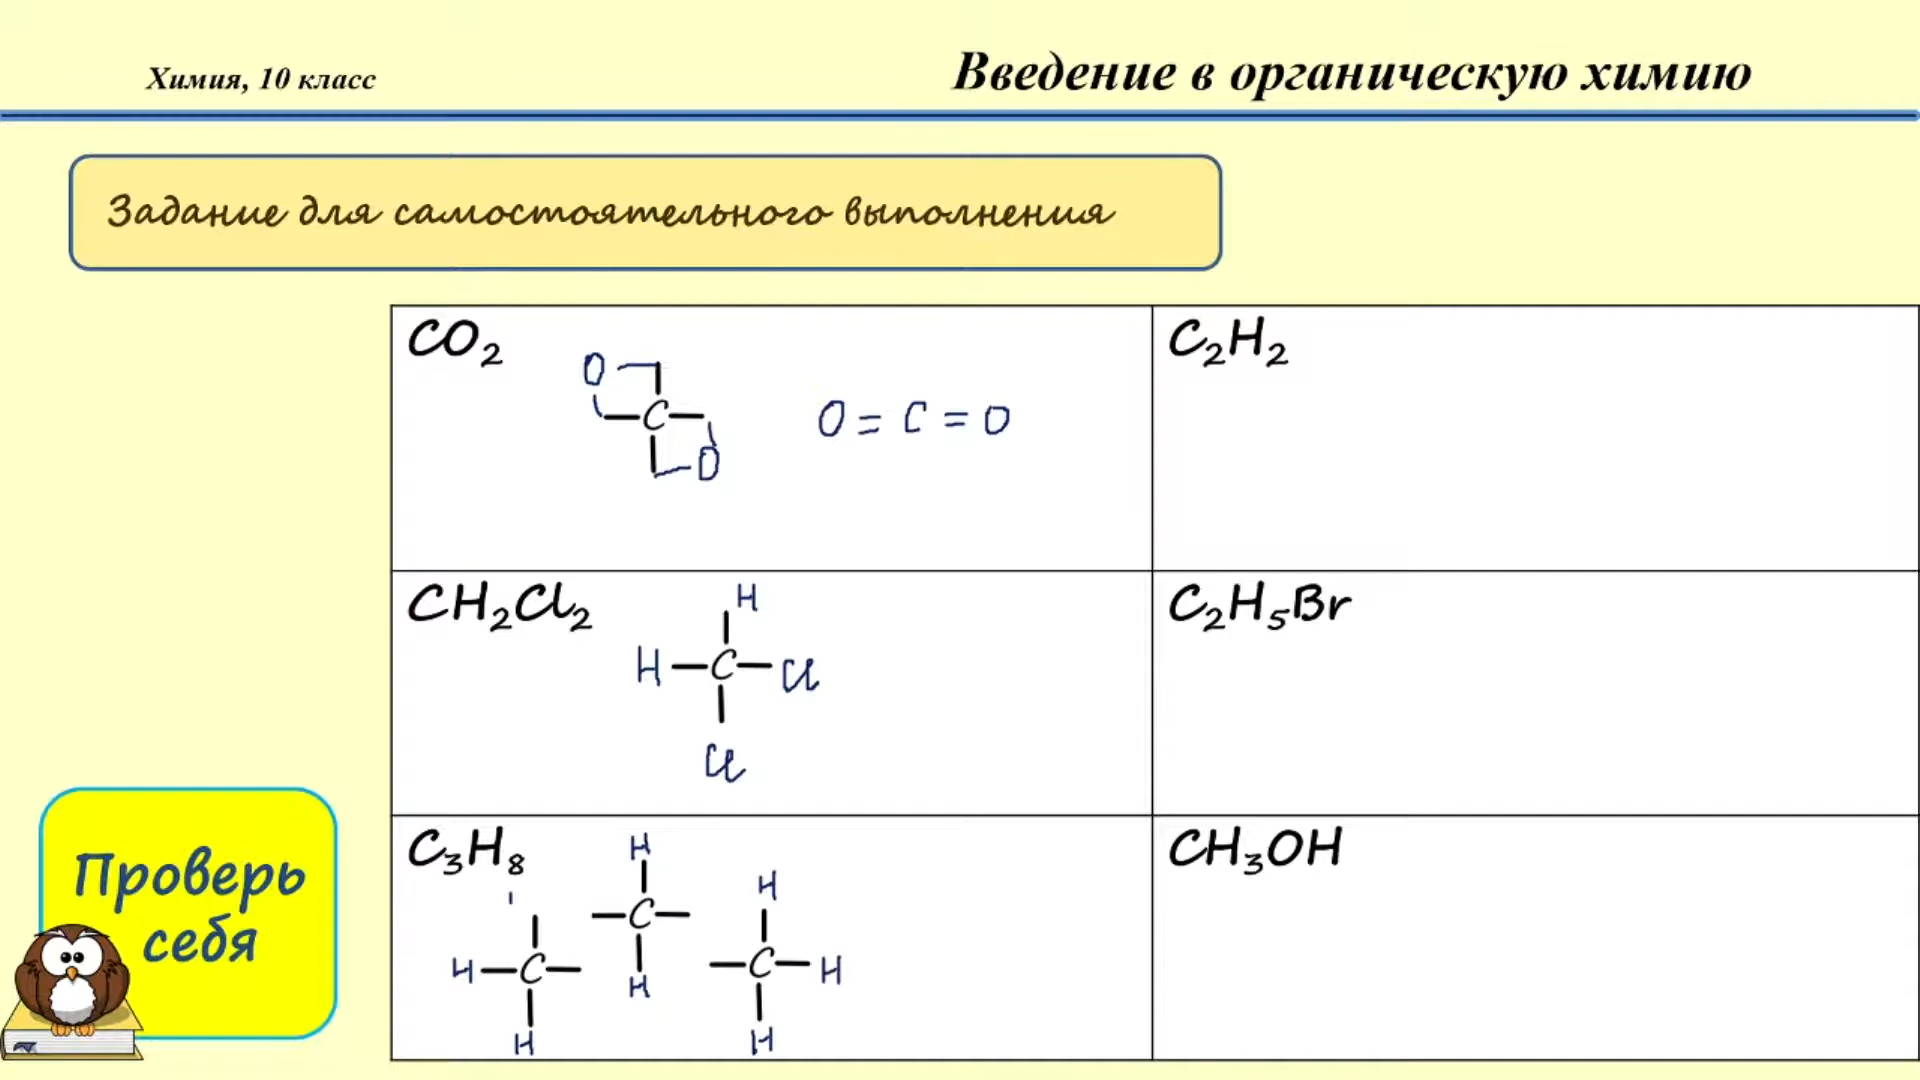 Химия, 10 класс
Введение в органическую химию
Задание для самостоятельного выполнения
CO₂
O
C
O
O = C = O
C₂H₂
CH₂Cl₂
H
H–C–Cl
Cl
C₂H₅Br
C₃H₈
H
H
–C–
H–C–
–C–H
H
H
H
CH₃OH
Проверь
себя